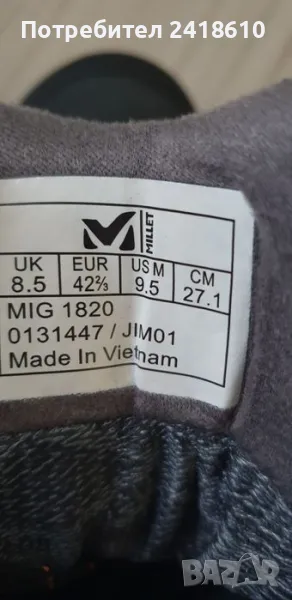 Потребител 2418610
MILLET
UK EUR US M CM
8.5 42⅔ 9.5 27.1
MIG 1820
0131447 / JIM01
Made In Vietnam
BAZAR